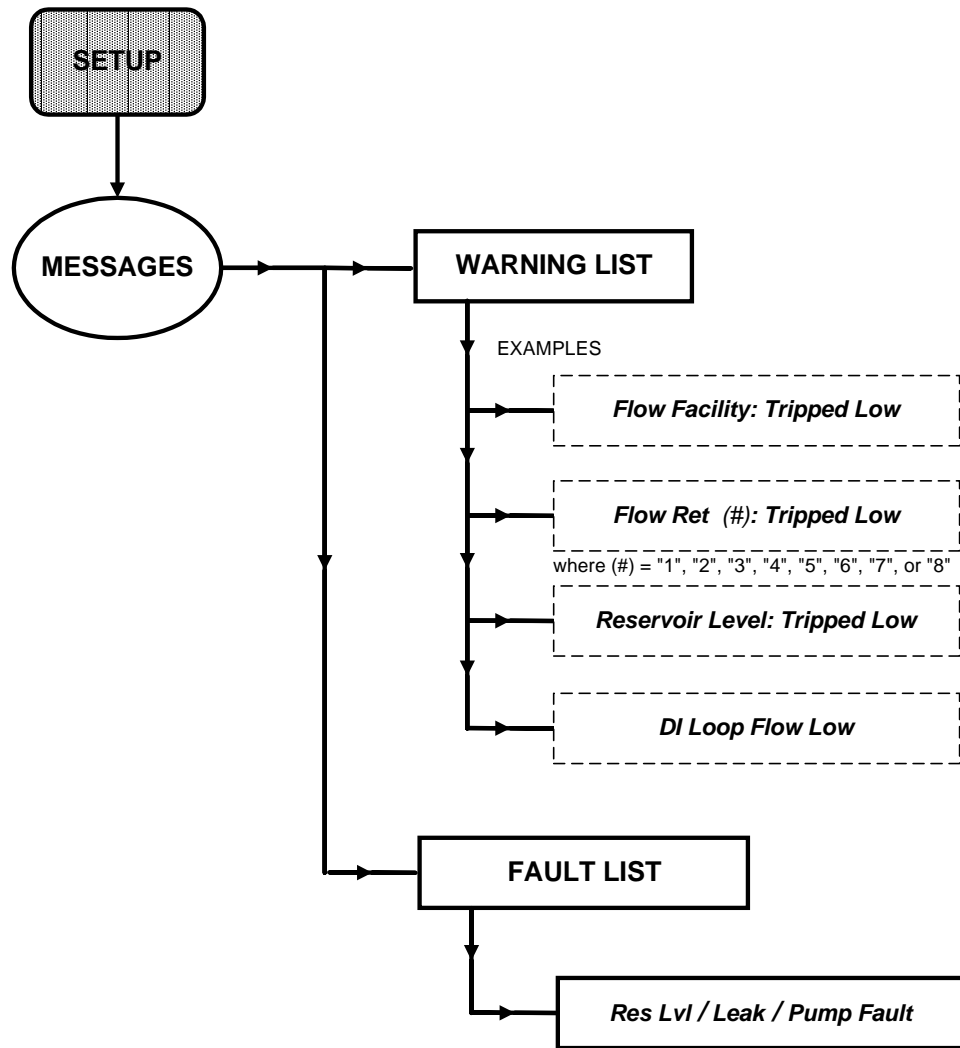 SETUP
MESSAGES
WARNING LIST
EXAMPLES
Flow Facility: Tripped Low
Flow Ret (#): Tripped Low
where (#) = "1", "2", "3", "4", "5", "6", "7", or "8"
Reservoir Level: Tripped Low
DI Loop Flow Low
FAULT LIST
Res Lvl / Leak / Pump Fault